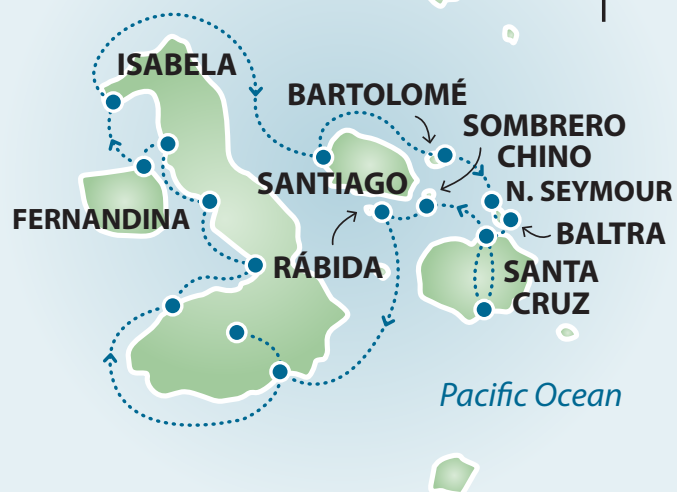 ISABELA
BARTOLOMÉ
SOMBRERO
CHINO
N. SEYMOUR
SANTIAGO
FERNANDINA
BALTRA
RÁBIDA
SANTA
CRUZ
Pacific Ocean